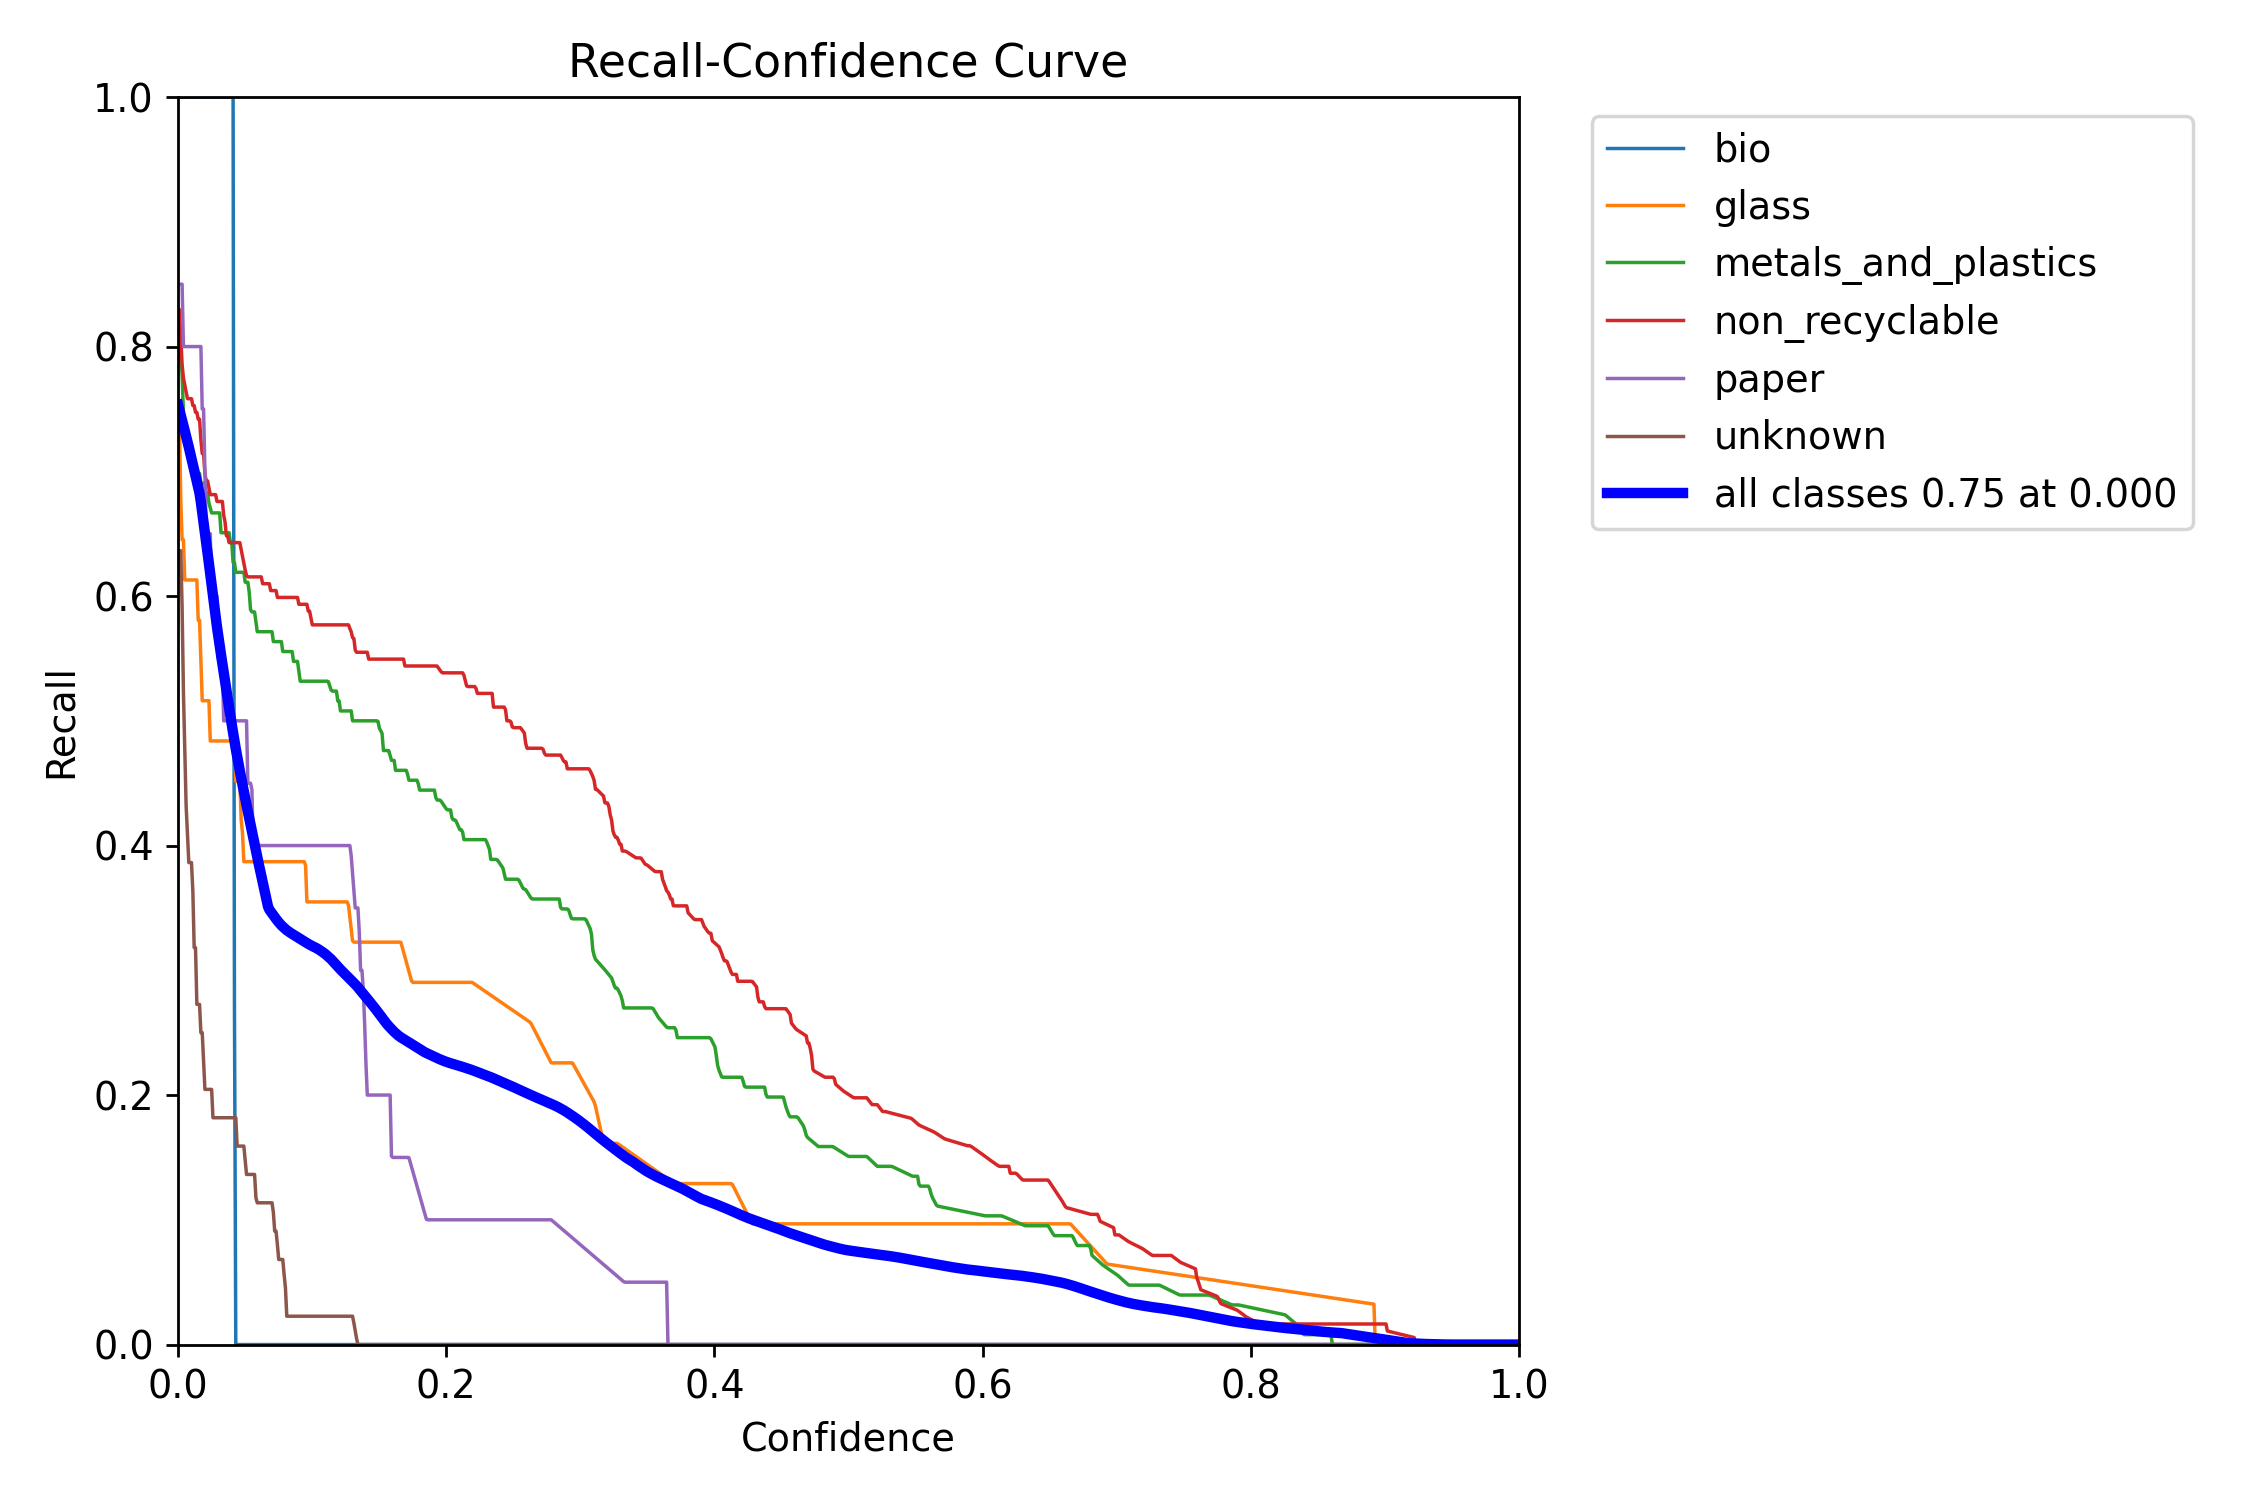 Recall-Confidence Curve
1.0
0.8
0.6
0.4
0.2
0.0
Recall
0.0 0.2 0.4 0.6 0.8 1.0
Confidence
bio
glass
metals_and_plastics
non_recyclable
paper
unknown
all classes 0.75 at 0.000